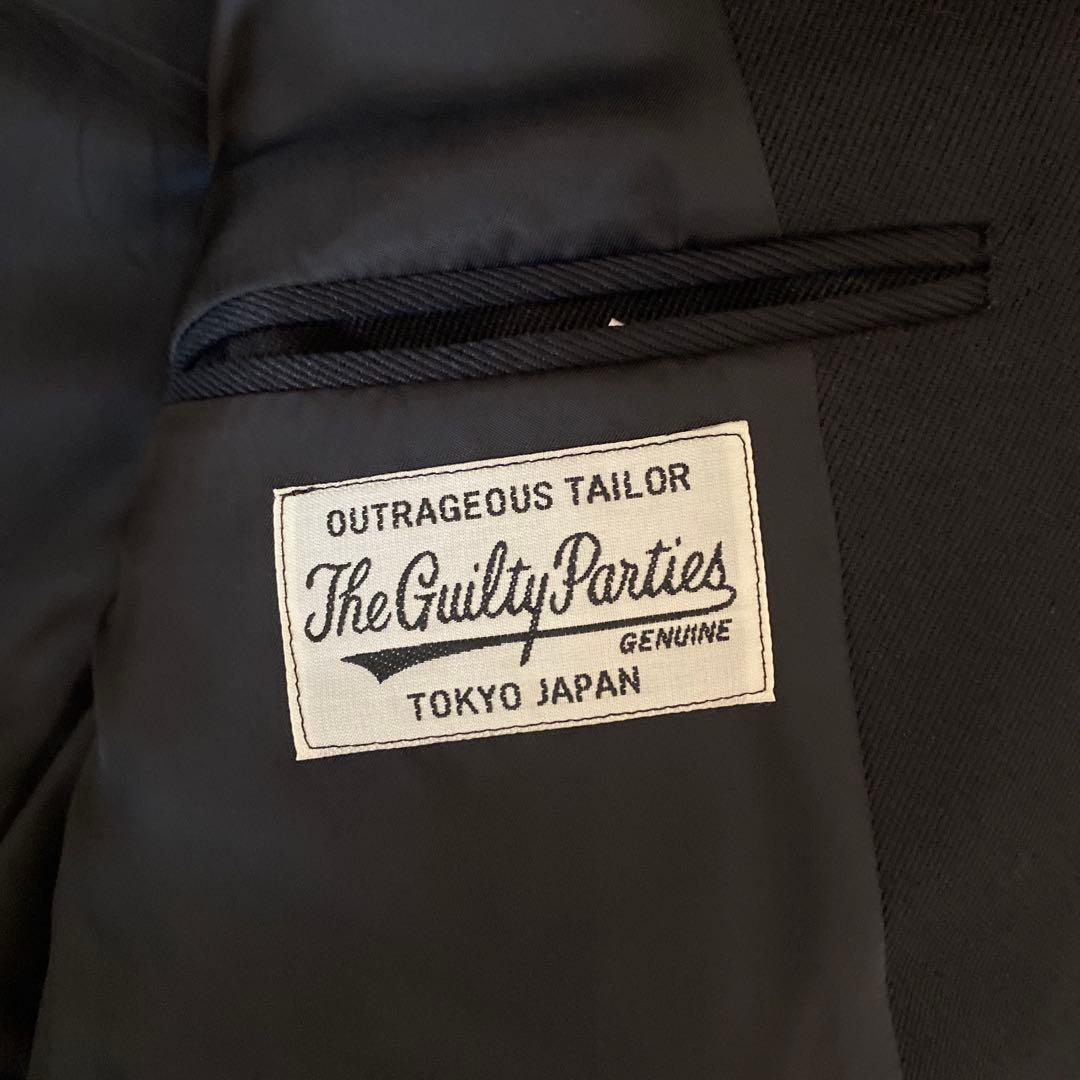 OUTRAGEOUS TAILOR
The Guilty Parties
GENUINE
TOKYO JAPAN